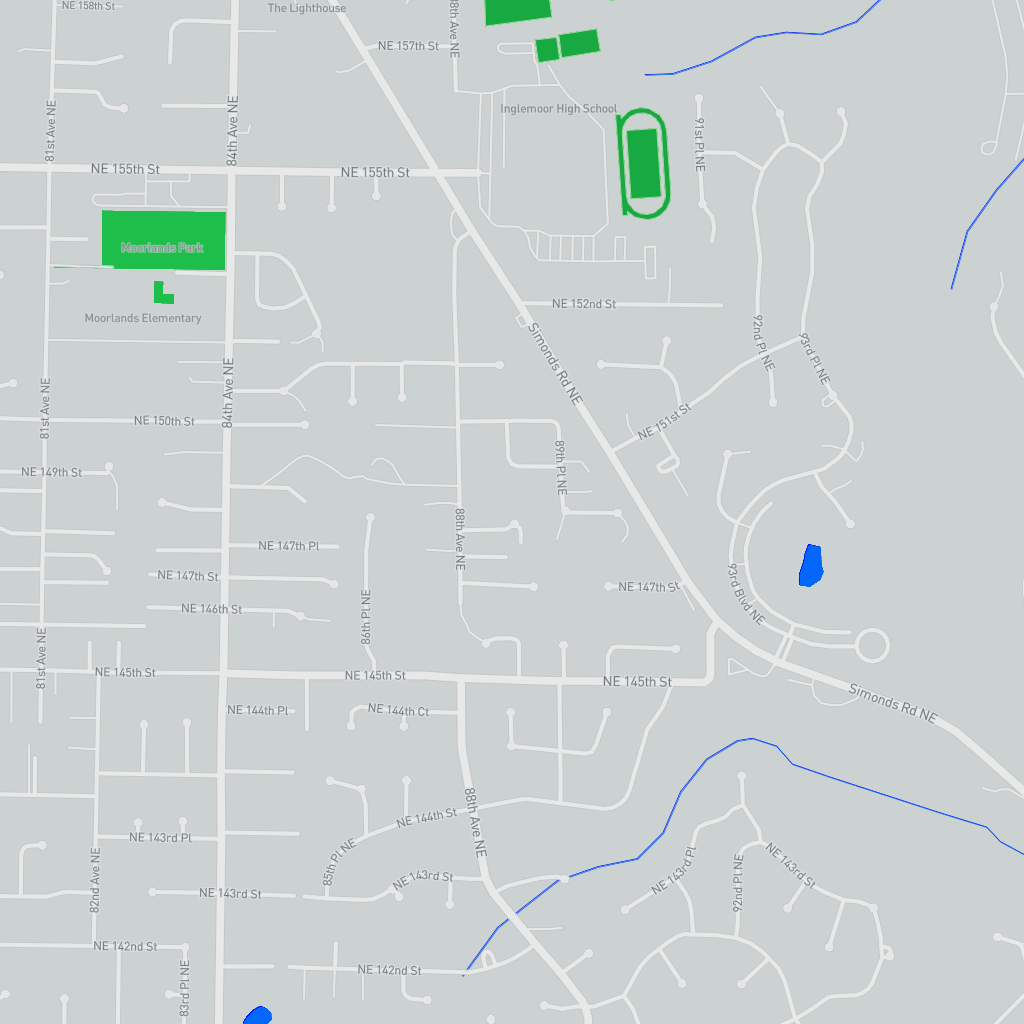 NE 158th St
The Lighthouse
88th Ave NE
NE 157th St
Inglemoor High School
81st Ave NE
84th Ave NE
91st Pl NE
NE 155th St
NE 155th St
Moorlands Park
Moorlands Elementary
NE 152nd St
Simonds Rd NE
92nd Pl NE
93rd Pl NE
81st Ave NE
84th Ave NE
NE 150th St
NE 151st St
89th Pl NE
NE 149th St
88th Ave NE
NE 147th Pl
NE 147th St
NE 147th St
93rd Blvd NE
NE 146th St
86th Pl NE
81st Ave NE
NE 145th St
NE 145th St
NE 145th St
Simonds Rd NE
NE 144th Pl
NE 144th Ct
88th Ave NE
NE 144th St
NE 143rd Pl
85th Pl NE
NE 143rd Pl
92nd Pl NE
NE 143rd St
82nd Ave NE
NE 143rd St
NE 143rd St
NE 142nd St
NE 142nd St
83rd Pl NE